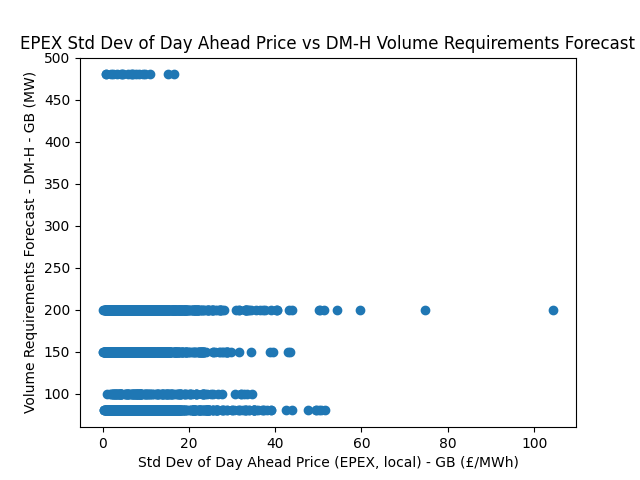 EPEX Std Dev of Day Ahead Price vs DM-H Volume Requirements Forecast
Volume Requirements Forecast - DM-H - GB (MW)
500
450
400
350
300
250
200
150
100
0 20 40 60 80 100
Std Dev of Day Ahead Price (EPEX, local) - GB (£/MWh)